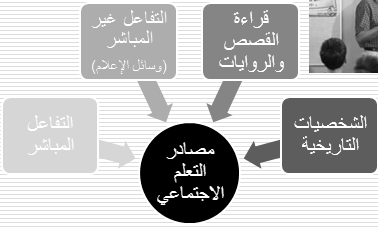 قراءة
القصص
والروايات
التفاعل غير
المباشر
(وسائل الإعلام)
الشخصيات
التاريخية
التفاعل
المباشر
مصادر
التعلم
الاجتماعي